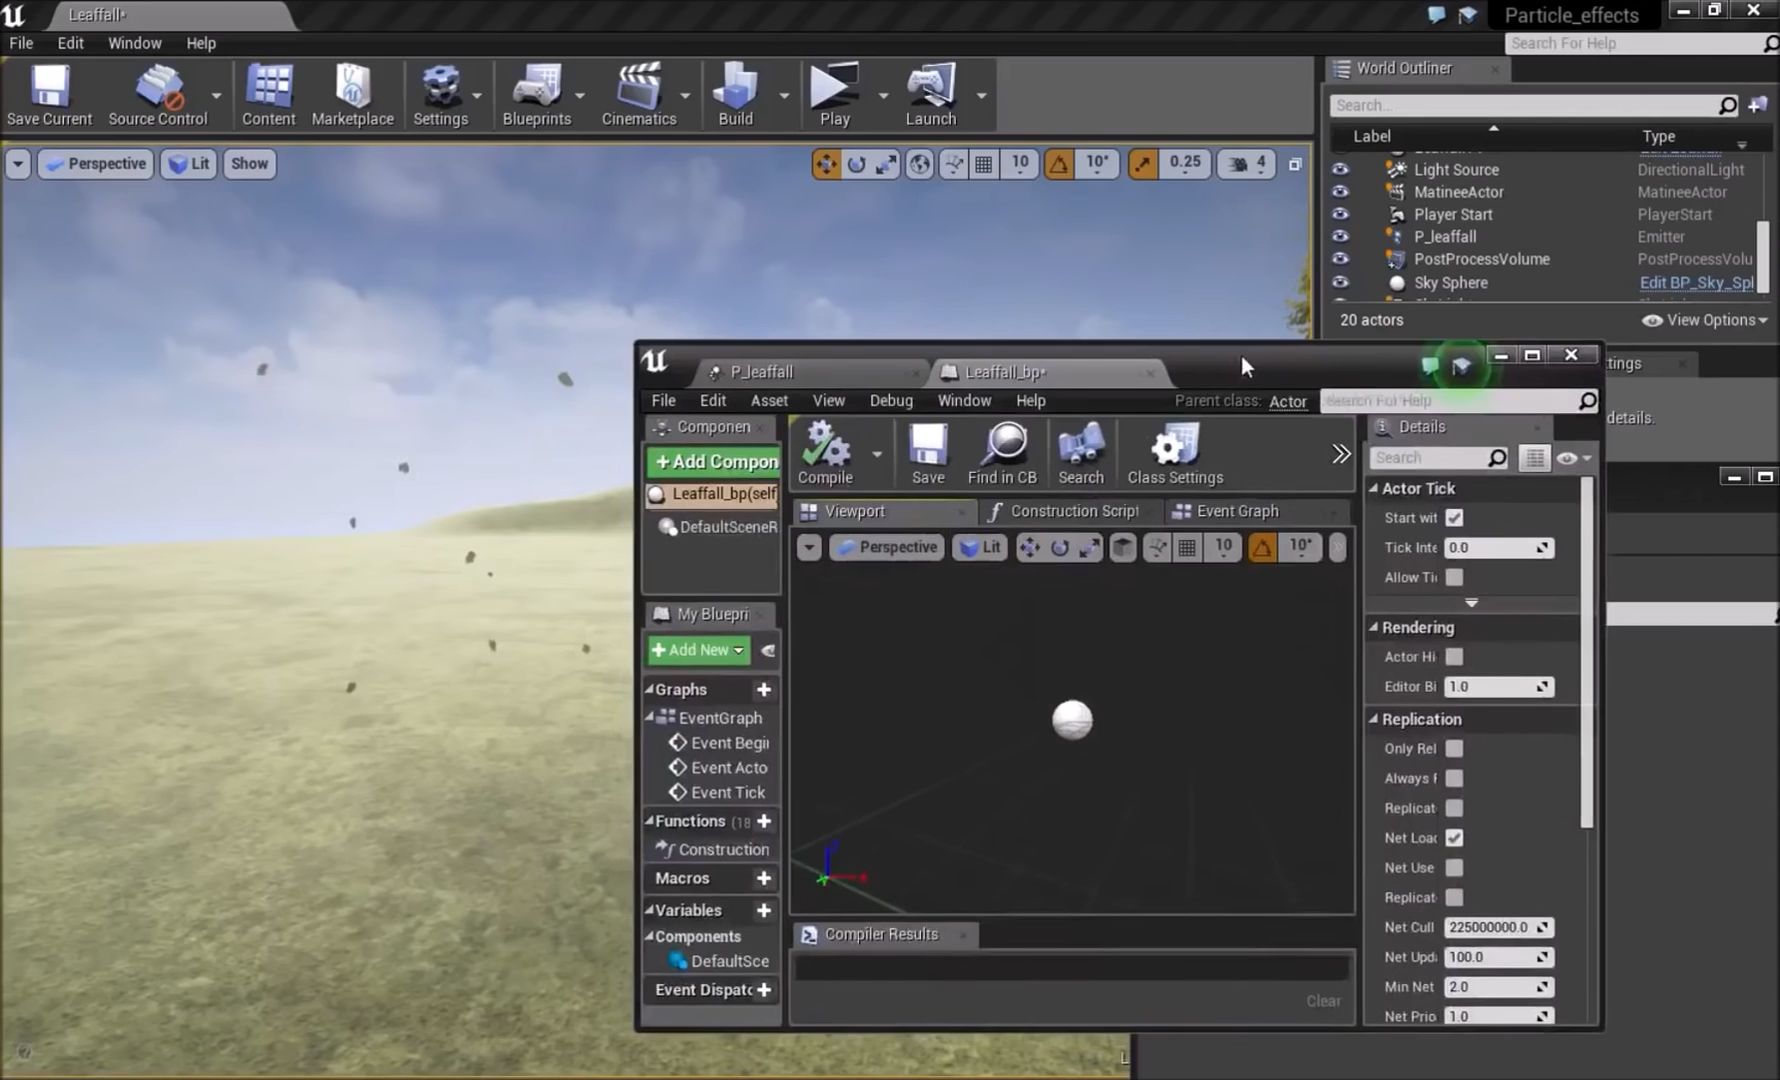 Leaffall•
Particle_effects
File Edit Window Help
Search For Help
Save Current Source Control Content Marketplace Settings Blueprints Cinematics Build Play Launch
World Outliner
Search...
Label Type
Light Source DirectionalLight
MatineeActor MatineeActor
Player Start PlayerStart
P_leaffall Emitter
PostProcessVolume PostProcessVolu
Sky Sphere Edit BP_Sky_Spl
20 actors View Options
Perspective Lit Show 10 10° 0.25 4
tings
details.
P_leaffall Leaffall_bp•
File Edit Asset View Debug Window Help Parent class: Actor Search For Help
Componen
+Add Compon
Leaffall_bp(self
DefaultSceneR
Compile Save Find in CB Search Class Settings
Viewport Construction Script Event Graph
Perspective Lit 10 10°
My Bluepri
+Add New
Graphs
EventGraph
Event Begi
Event Acto
Event Tick
Functions (18
Construction
Macros
Variables
Components
DefaultSce
Event Dispatc
Compiler Results
Clear
Details
Search
Actor Tick
Start wit
Tick Inte 0.0
Allow Ti
Rendering
Actor Hi
Editor Bi 1.0
Replication
Only Rel
Always R
Replicat
Net Load
Net Use
Replicat
Net Cull 225000000.0
Net Upd 100.0
Min Net 2.0
Net Prio 1.0